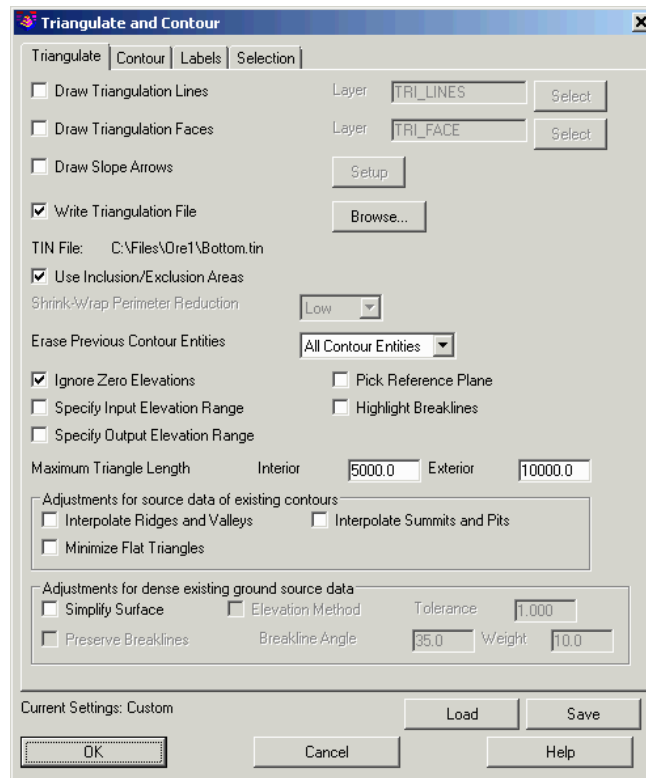 Triangulate and Contour
Triangulate Contour Labels Selection
Draw Triangulation Lines Layer TRI_LINES Select
Draw Triangulation Faces Layer TRI_FACE Select
Draw Slope Arrows Setup
Write Triangulation File Browse...
TIN File: C:\Files\Ore1\Bottom.tin
Use Inclusion/Exclusion Areas
Shrink-Wrap Perimeter Reduction Low
Erase Previous Contour Entities All Contour Entities
Ignore Zero Elevations Pick Reference Plane
Specify Input Elevation Range Highlight Breaklines
Specify Output Elevation Range
Maximum Triangle Length Interior 5000.0 Exterior 10000.0
Adjustments for source data of existing contours
Interpolate Ridges and Valleys Interpolate Summits and Pits
Minimize Flat Triangles
Adjustments for dense existing ground source data
Simplify Surface Elevation Method Tolerance 1.000
Preserve Breaklines Breakline Angle 35.0 Weight 10.0
Current Settings: Custom Load Save
OK Cancel Help